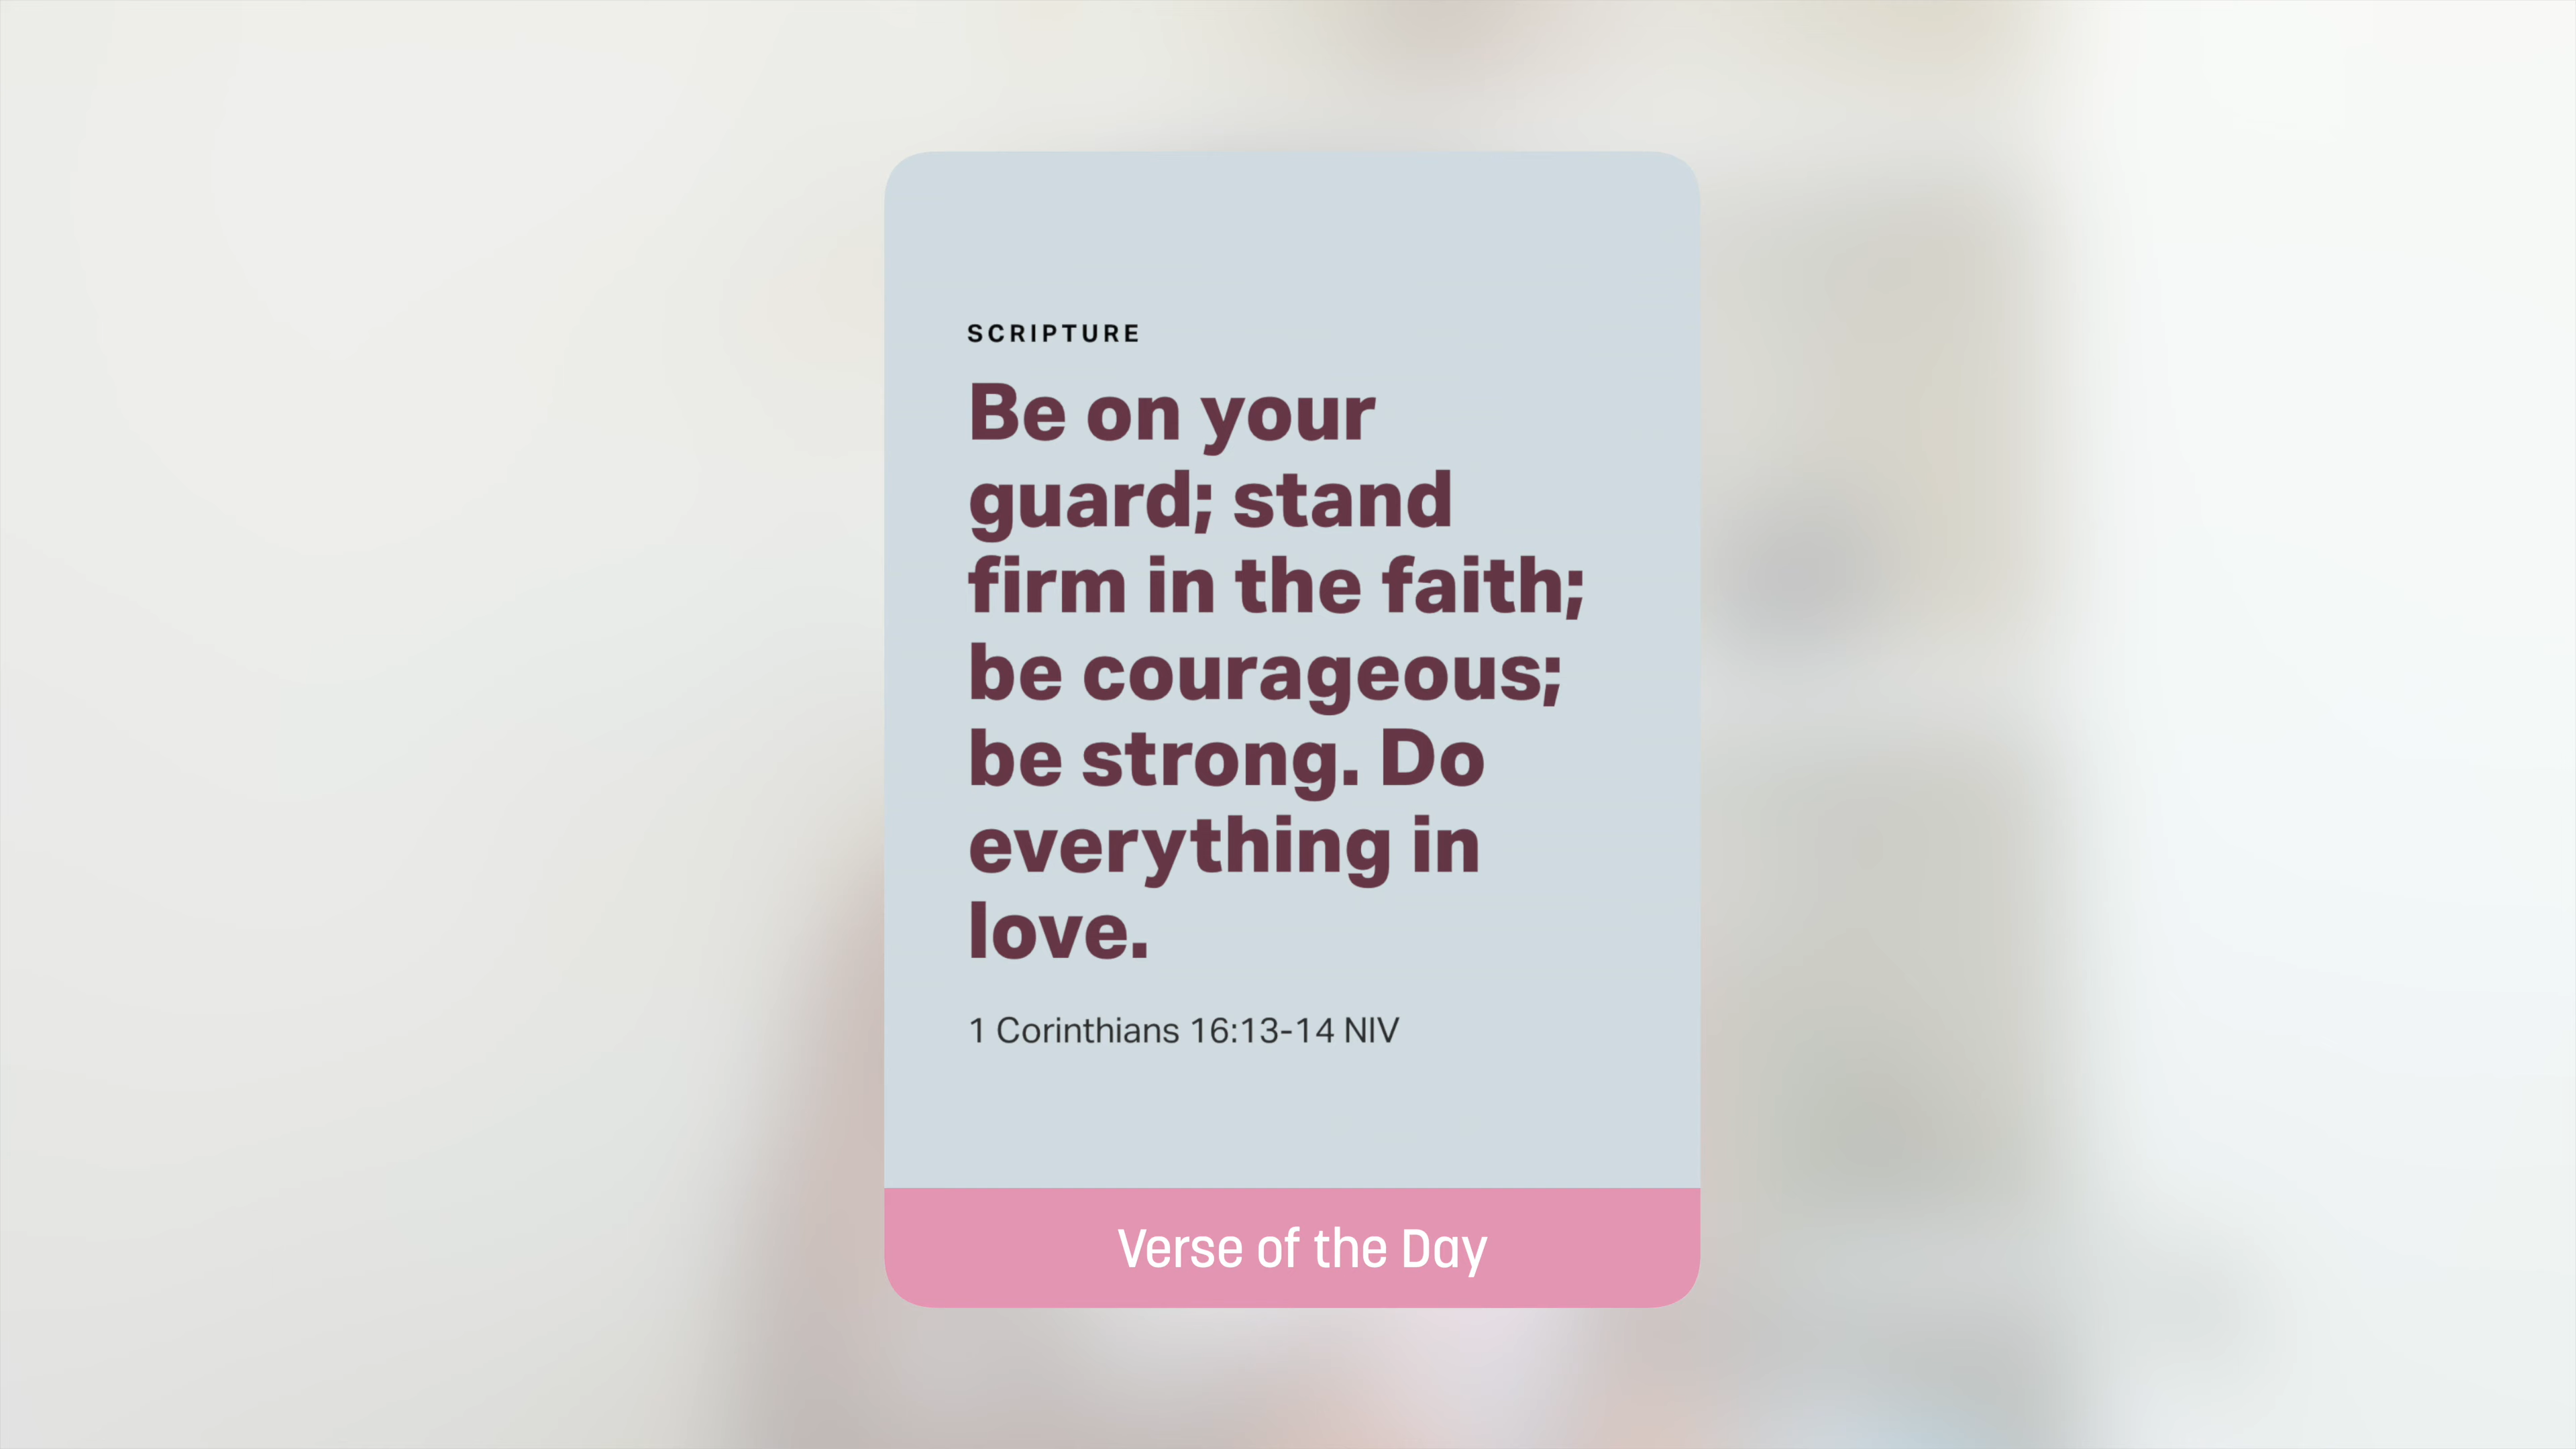 SCRIPTURE
Be on your
guard; stand
firm in the faith;
be courageous;
be strong. Do
everything in
love.
1 Corinthians 16:13-14 NIV
Verse of the Day